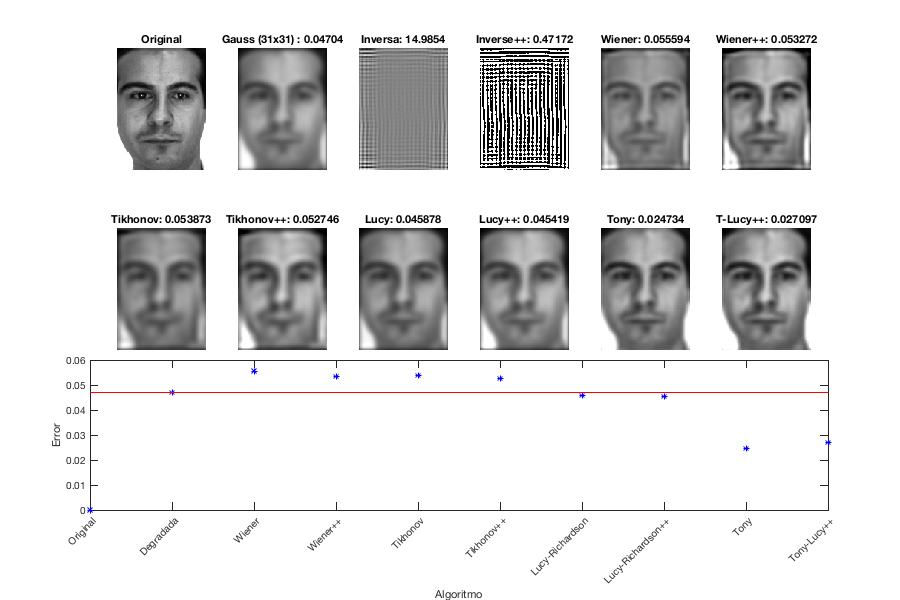 Original
Gauss (31x31) : 0.04704
Inversa: 14.9854
Inverse++: 0.47172
Wiener: 0.055594
Wiener++: 0.053272
Tikhonov: 0.053873
Tikhonov++: 0.052746
Lucy: 0.045878
Lucy++: 0.045419
Tony: 0.024734
T-Lucy++: 0.027097
0.06
0.05
0.04
0.03
0.02
0.01
0
Error
Original
Degradada
Wiener
Wiener++
Tikhonov
Tikhonov++
Lucy-Richardson
Lucy-Richardson++
Tony
Tony-Lucy++
Algoritmo